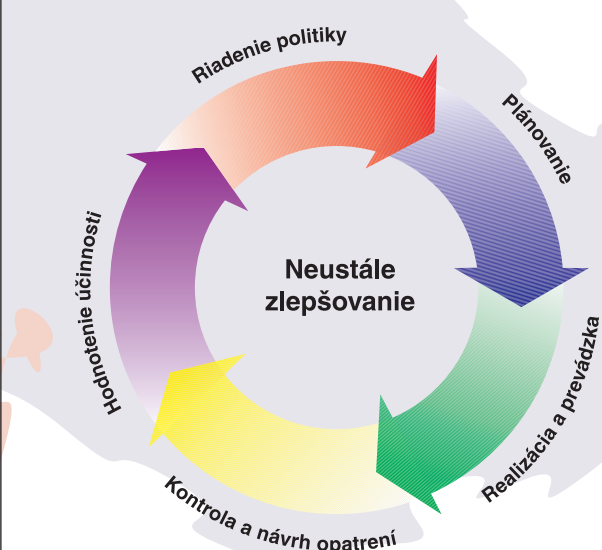 Riadenie politiky
Plánovanie
Neustále
zlepšovanie
Hodnotenie účinnosti
Realizácia a prevádzka
Kontrola a návrh opatrení